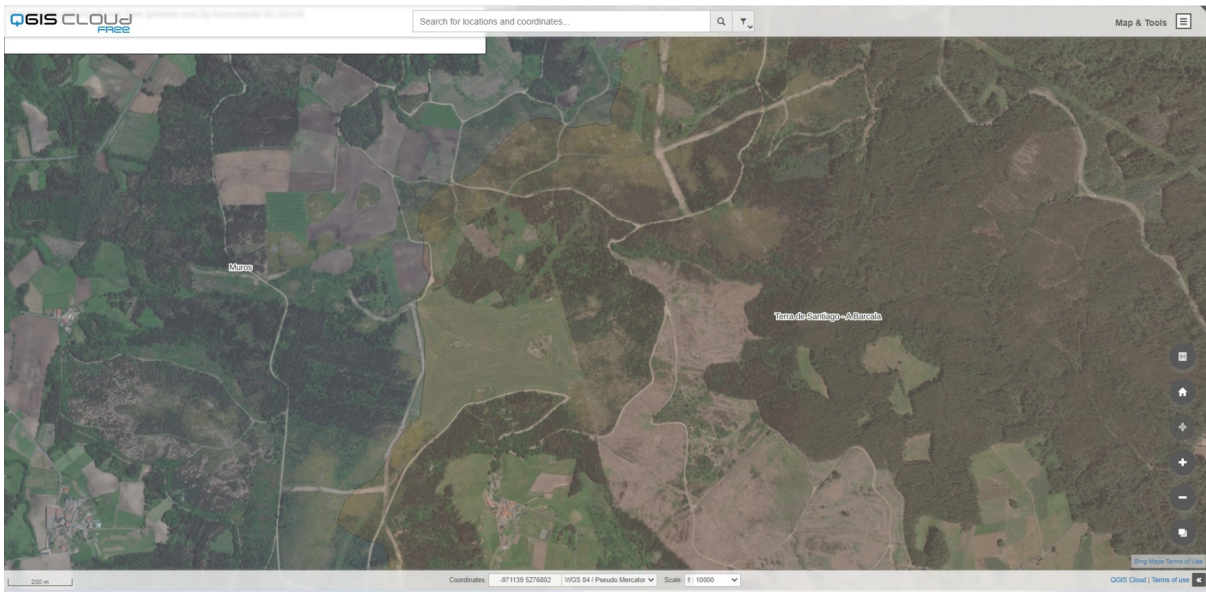 QGIS CLOUD
FREE
Search for locations and coordinates...
Map & Tools
Muros
Terra de Santiago - A Barcala
Bing Maps Terms of Use
200 m
Coordinates: -971139 5276802 WGS 84 / Pseudo Mercator Scale 1 : 10000
QGIS Cloud | Terms of use